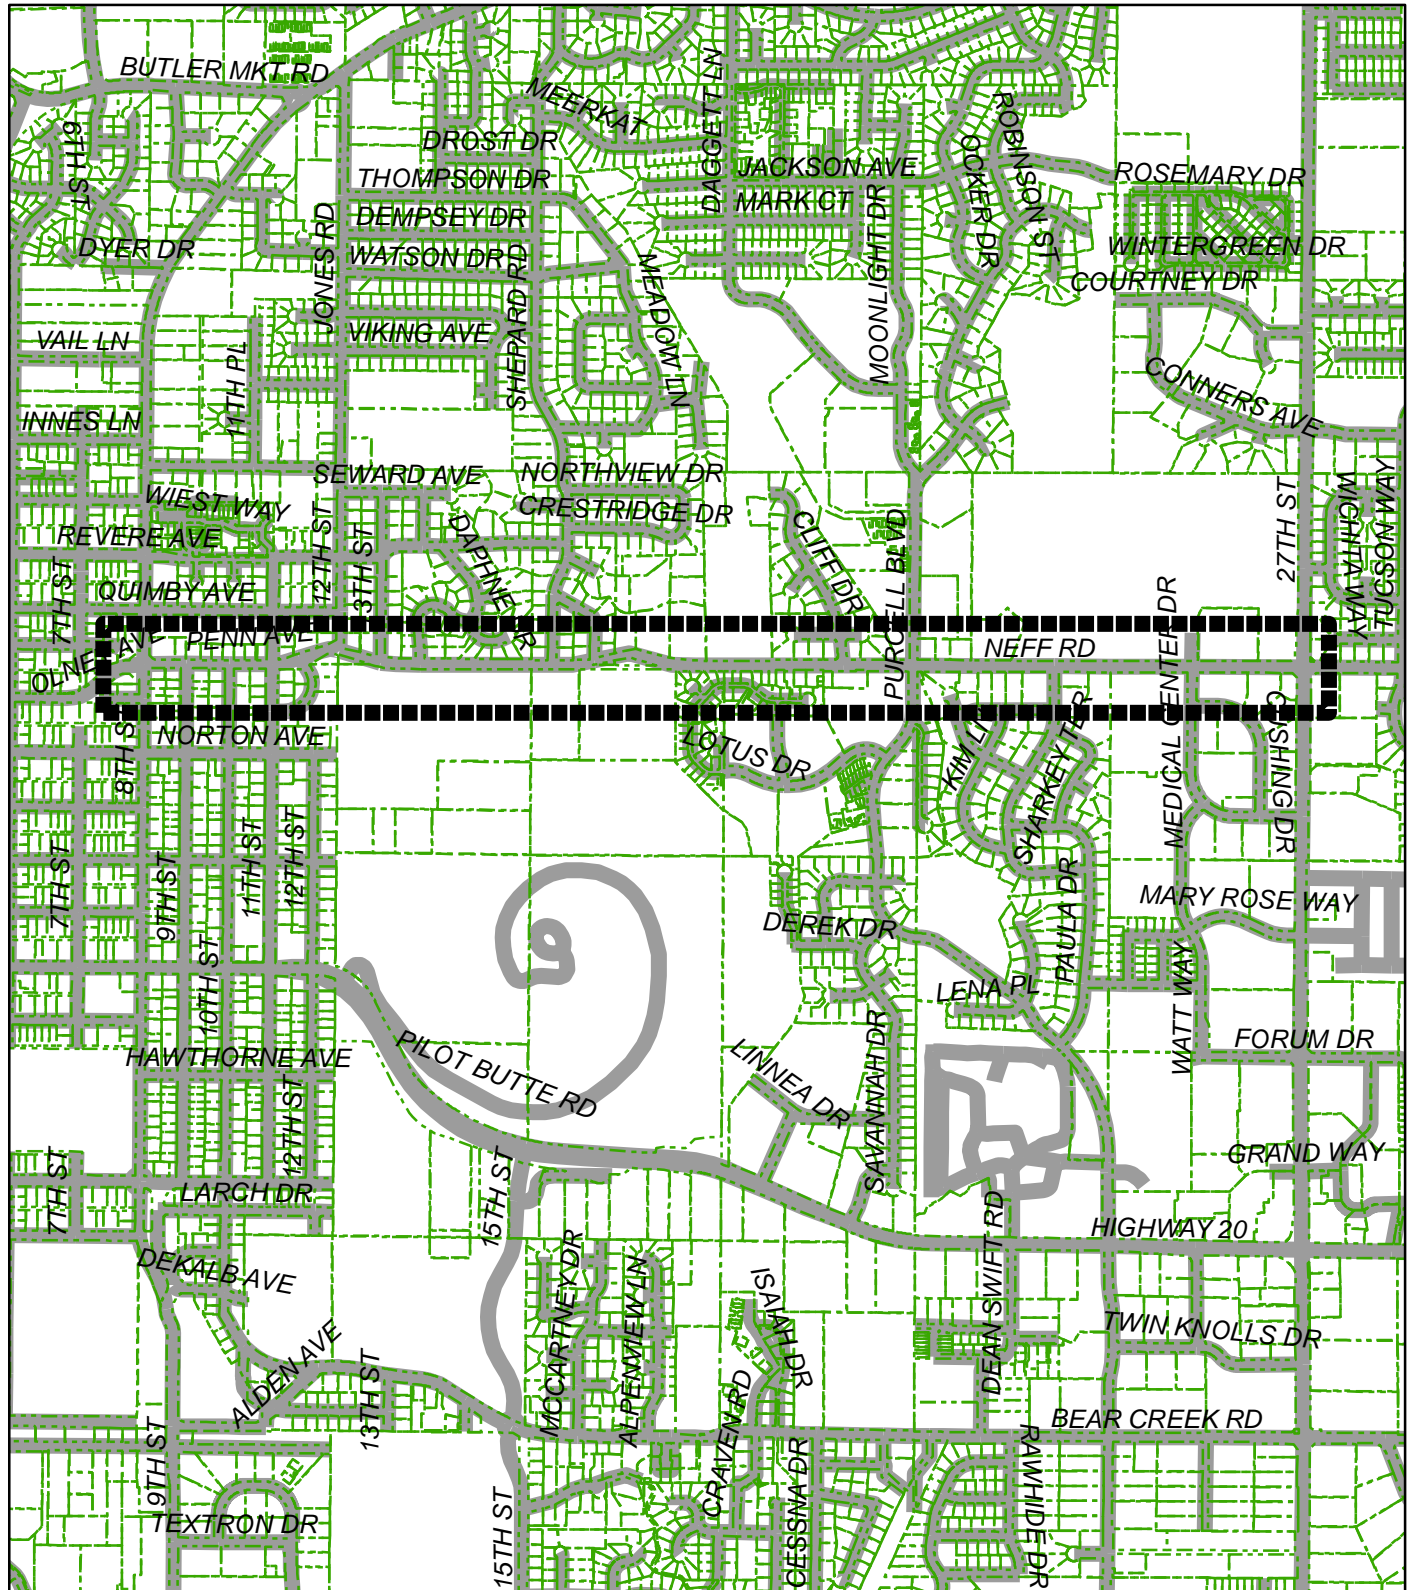 BUTLER MKT RD
MEERKAT
DAGGETT LN
ROBINSON ST
6TH ST
DROST DR
OCKER DR
JACKSON AVE
THOMPSON DR
ROSEMARY DR
MARK CT
DEMPSEY DR
JONES RD
DYER DR
WATSON DR
SHEPARD RD
MEADOW LN
MOONLIGHT DR
WINTERGREEN DR
COURTNEY DR
VAIL LN
VIKING AVE
11TH PL
CONNERS AVE
INNES LN
SEWARD AVE
NORTHVIEW DR
WIEST WAY
CRESTRIDGE DR
27TH ST
WICHITA WAY
TUCSON WAY
REVERE AVE
12TH ST
3TH ST
DAPHNE DR
CLIFF DR
PURCELL BLVD
QUIMBY AVE
7TH ST
PENN AVE
NEFF RD
MEDICAL CENTER DR
OLNEY AVE
8TH S
NORTON AVE
LOTUS DR
KIM LN
SHARKEY TER
CUSHING DR
7TH ST
9TH ST
11TH ST
12TH ST
MARY ROSE WAY
DEREK DR
PAULA DR
10TH ST
LENA PL
WATT WAY
HAWTHORNE AVE
PILOT BUTTE RD
LINNEA DR
SAVANNAH DR
FORUM DR
12TH ST
7TH ST
15TH ST
GRAND WAY
LARCH DR
DEAN SWIFT RD
HIGHWAY 20
DEKALB AVE
MCCARTNEY DR
ALPENVIEW LN
ISAIAH DR
TWIN KNOLLS DR
ALDEN AVE
13TH ST
CRAVEN RD
BEAR CREEK RD
9TH ST
TEXTRON DR
15TH ST
CESSNA DR
RAWHIDE DR